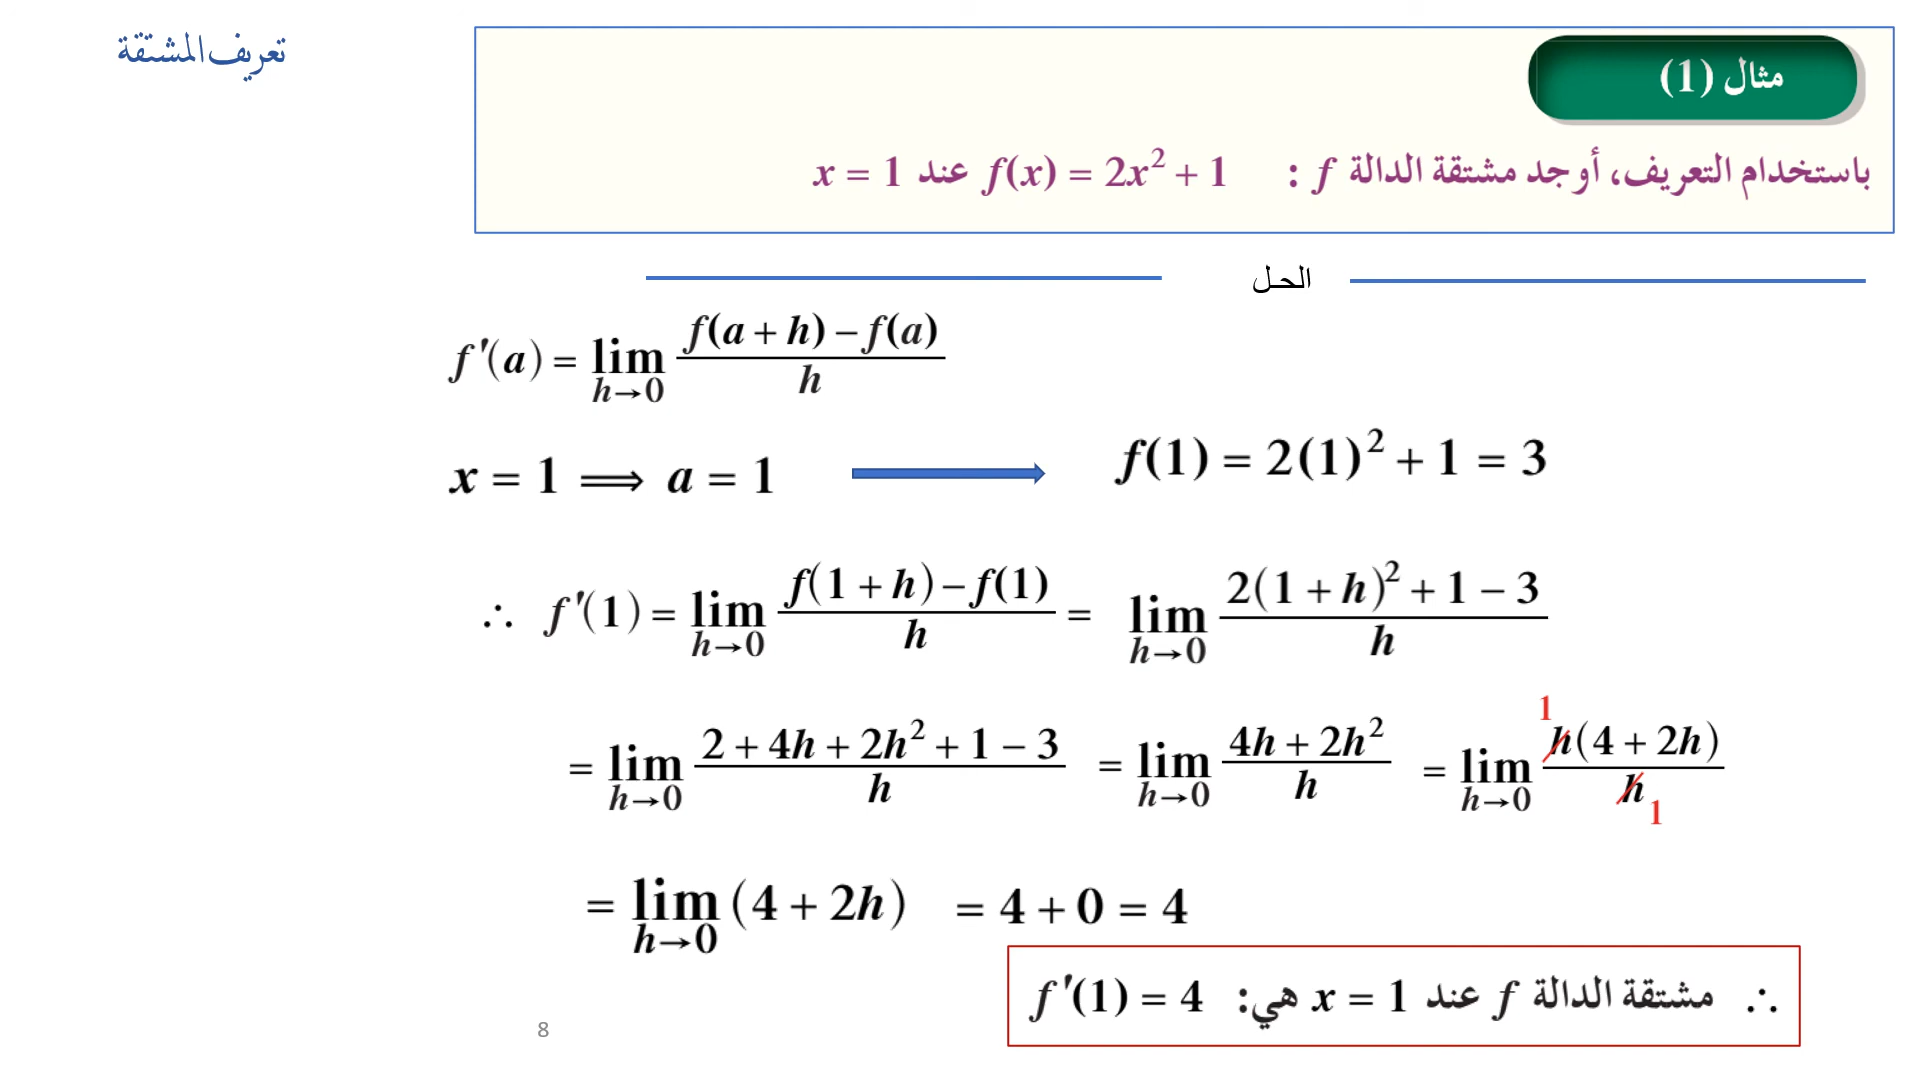 تعريف المشتقة
مثال (1)
باستخدام التعريف، أوجد مشتقة الدالة f : f(x) = 2x² + 1 عند x = 1
الحل
f'(a) = lim h→0 (f(a + h) − f(a)) / h
x = 1 ⟹ a = 1 → f(1) = 2(1)² + 1 = 3
∴ f'(1) = lim h→0 (f(1 + h) − f(1)) / h = lim h→0 (2(1 + h)² + 1 − 3) / h
= lim h→0 (2 + 4h + 2h² + 1 − 3) / h = lim h→0 (4h + 2h²) / h = lim h→0 1 h(4 + 2h) / h 1
= lim h→0 (4 + 2h) = 4 + 0 = 4
∴ مشتقة الدالة f عند x = 1 هي: f'(1) = 4
8